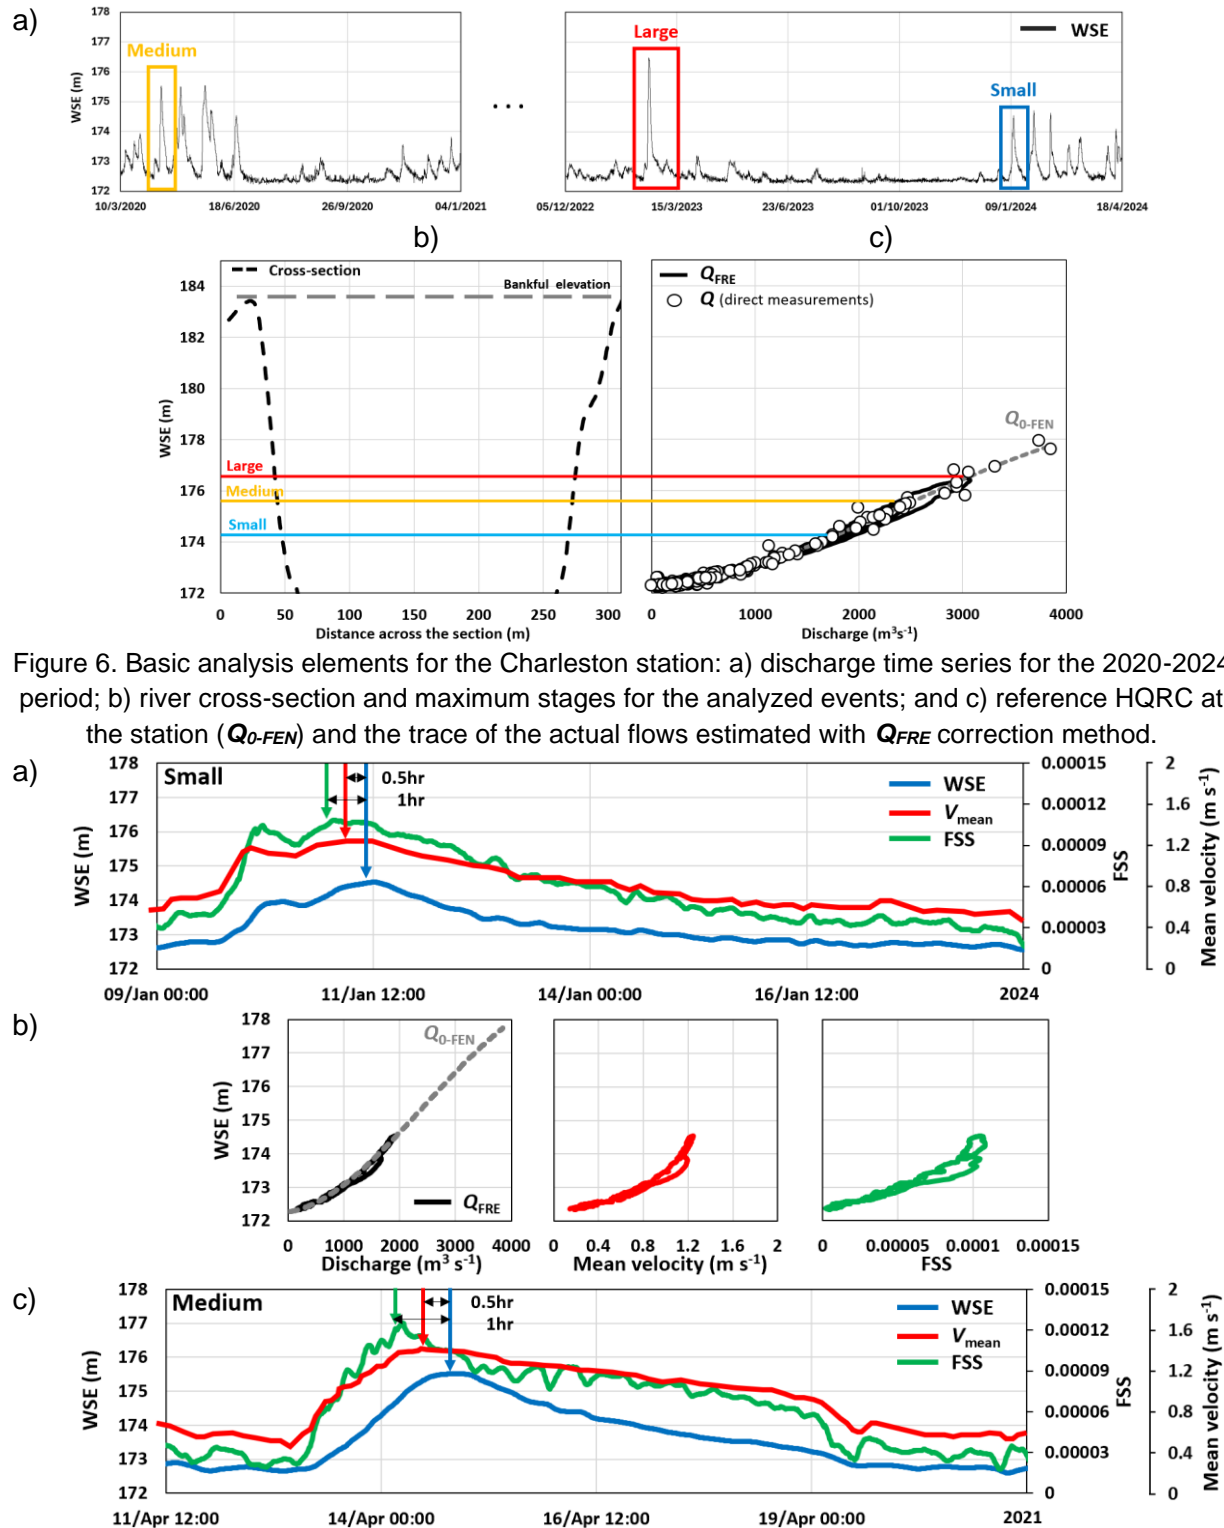 a)
178
177
176
175
174
173
172
WSE (m)
Medium
Large
Small
WSE
...
10/3/2020 18/6/2020 26/9/2020 04/1/2021
05/12/2022 15/3/2023 23/6/2023 01/10/2023 09/1/2024 18/4/2024
b)
c)
Cross-section
Bankful elevation
184
182
180
178
176
174
172
WSE (m)
Large
Medium
Small
0 50 100 150 200 250 300
Distance across the section (m)
QFRE
Q (direct measurements)
Q0-FEN
0 1000 2000 3000 4000
Discharge (m3s-1)
Figure 6. Basic analysis elements for the Charleston station: a) discharge time series for the 2020-2024
period; b) river cross-section and maximum stages for the analyzed events; and c) reference HQRC at
the station (Q0-FEN) and the trace of the actual flows estimated with QFRE correction method.
a)
178
177
176
175
174
173
172
WSE (m)
Small
0.5hr
1hr
WSE
Vmean
FSS
0.00015
0.00012
0.00009
0.00006
0.00003
0
FSS
2
1.6
1.2
0.8
0.4
0
Mean velocity (m s-1)
09/Jan 00:00 11/Jan 12:00 14/Jan 00:00 16/Jan 12:00 2024
b)
178
177
176
175
174
173
172
WSE (m)
Q0-FEN
QFRE
0 1000 2000 3000 4000
Discharge (m3 s-1)
0 0.4 0.8 1.2 1.6 2
Mean velocity (m s-1)
0 0.00005 0.0001 0.00015
FSS
c)
178
177
176
175
174
173
172
WSE (m)
Medium
0.5hr
1hr
WSE
Vmean
FSS
0.00015
0.00012
0.00009
0.00006
0.00003
0
FSS
2
1.6
1.2
0.8
0.4
0
Mean velocity (m s-1)
11/Apr 12:00 14/Apr 00:00 16/Apr 12:00 19/Apr 00:00 2021